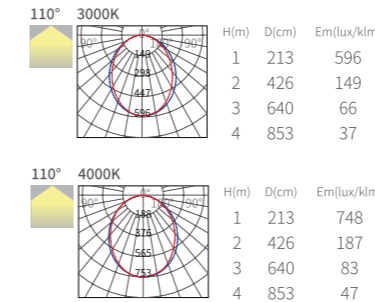 110° 3000K
0°
90° 180° 90°
149
298
447
596
H(m) D(cm) Em(lux/klm
1 213 596
2 426 149
3 640 66
4 853 37
110° 4000K
0°
90° 180° 90°
188
376
565
753
H(m) D(cm) Em(lux/klm
1 213 748
2 426 187
3 640 83
4 853 47